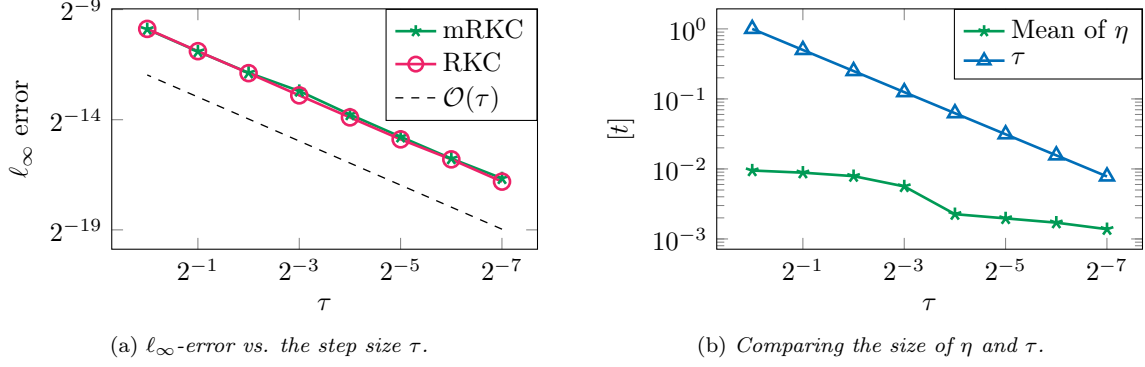 2⁻⁹
2⁻¹⁴
2⁻¹⁹
ℓ∞ error
mRKC
RKC
𝒪(τ)
2⁻¹ 2⁻³ 2⁻⁵ 2⁻⁷
τ
(a) ℓ∞-error vs. the step size τ.
10⁰
10⁻¹
10⁻²
10⁻³
[t]
Mean of η
τ
2⁻¹ 2⁻³ 2⁻⁵ 2⁻⁷
τ
(b) Comparing the size of η and τ.